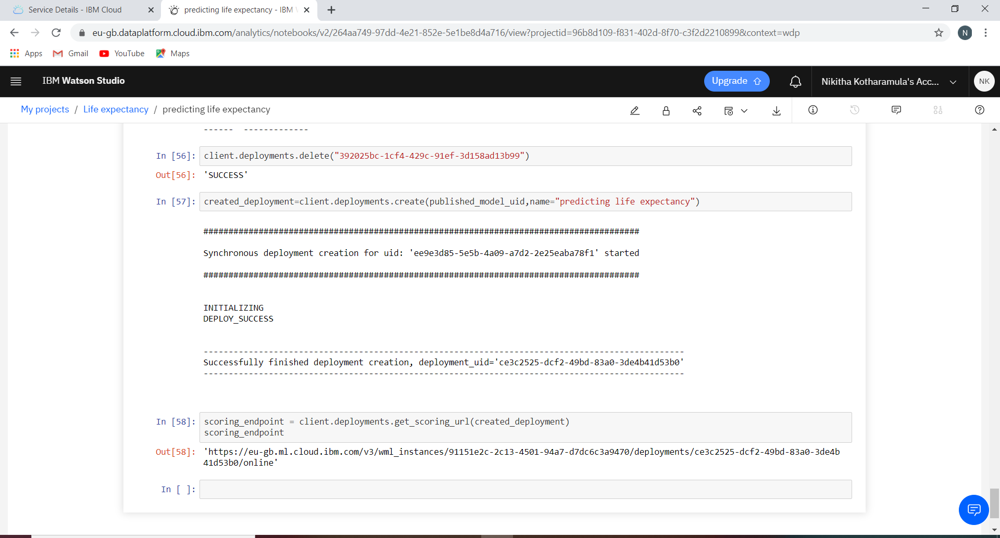 Service Details - IBM Cloud
predicting life expectancy - IBM
eu-gb.dataplatform.cloud.ibm.com/analytics/notebooks/v2/264aa749-97dd-4e21-852e-5e1be8d4a716/view?projectid=96b8d109-f831-402d-8f70-c3f2d2210899&context=wdp
N
Apps Gmail YouTube Maps
IBM Watson Studio
Upgrade
Nikitha Kotharamula's Acc...
NK
My projects / Life expectancy / predicting life expectancy
------ -------------
In [56]: client.deployments.delete("392025bc-1cf4-429c-91ef-3d158ad13b99")
Out[56]: 'SUCCESS'
In [57]: created_deployment=client.deployments.create(published_model_uid,name="predicting life expectancy")
#######################################################################################
Synchronous deployment creation for uid: 'ee9e3d85-5e5b-4a09-a7d2-2e25eaba78f1' started
#######################################################################################
INITIALIZING
DEPLOY_SUCCESS
------------------------------------------------------------------------------------------------
Successfully finished deployment creation, deployment_uid='ce3c2525-dcf2-49bd-83a0-3de4b41d53b0'
------------------------------------------------------------------------------------------------
In [58]: scoring_endpoint = client.deployments.get_scoring_url(created_deployment)
scoring_endpoint
Out[58]: 'https://eu-gb.ml.cloud.ibm.com/v3/wml_instances/91151e2c-2c13-4501-94a7-d7dc6c3a9470/deployments/ce3c2525-dcf2-49bd-83a0-3de4b
41d53b0/online'
In [ ]: